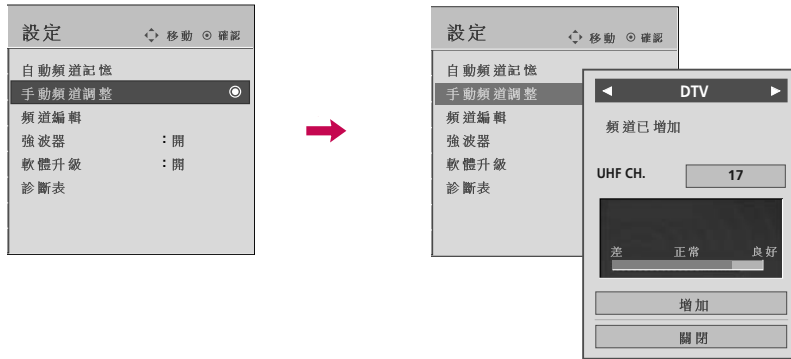 設定 移動 確認
自動頻道記憶
手動頻道調整
頻道編輯
強波器 : 開
軟體升級 : 開
診斷表
設定 移動 確認
自動頻道記憶
手動頻道調整
頻道編輯
強波器
軟體升級
診斷表
DTV
頻道已增加
UHF CH. 17
差 正常 良好
增加
關閉